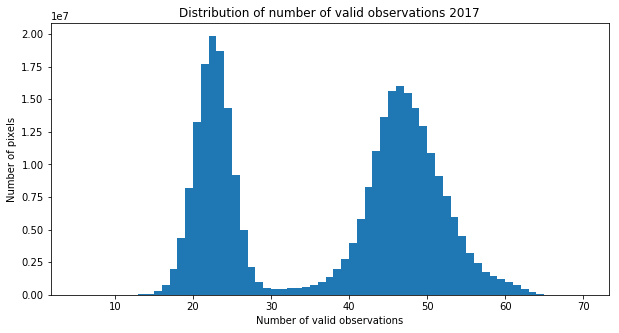 Distribution of number of valid observations 2017
1e7
2.00
1.75
1.50
1.25
1.00
0.75
0.50
0.25
0.00
Number of pixels
10 20 30 40 50 60 70
Number of valid observations